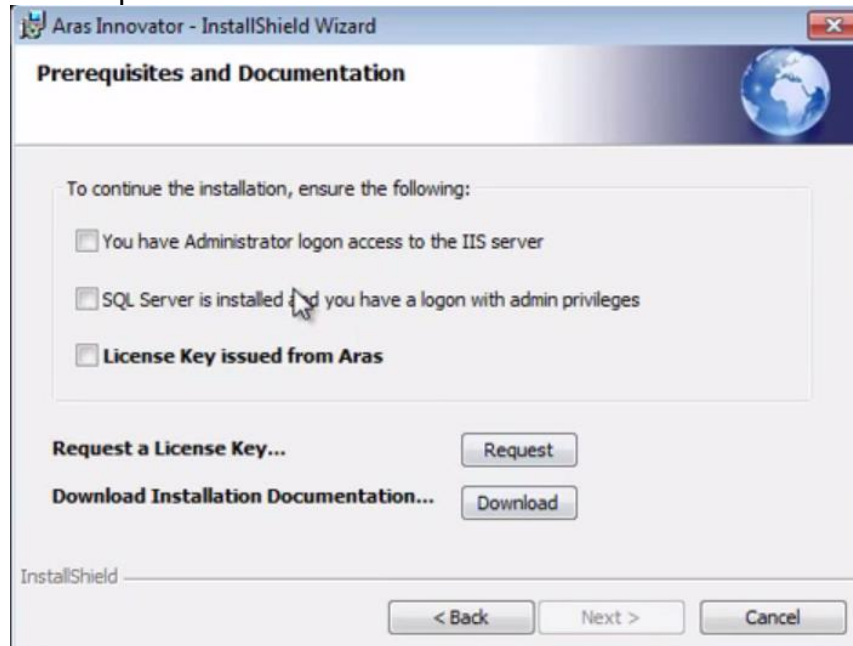 Aras Innovator - InstallShield Wizard
Prerequisites and Documentation
To continue the installation, ensure the following:
You have Administrator logon access to the IIS server
SQL Server is installed and you have a logon with admin privileges
License Key issued from Aras
Request a License Key... Request
Download Installation Documentation... Download
InstallShield
< Back Next > Cancel